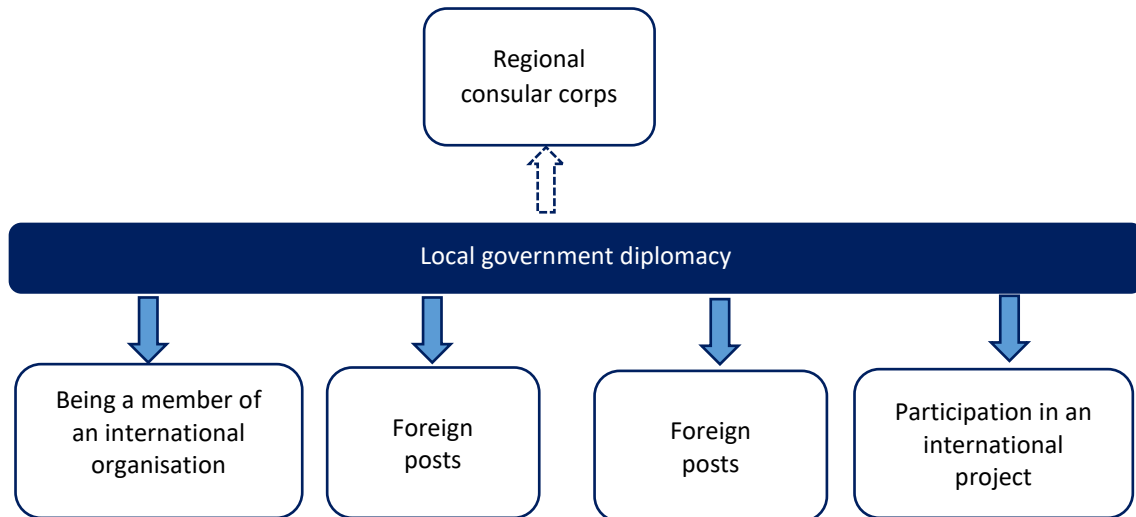 Regional
consular corps
Local government diplomacy
Being a member of
an international
organisation
Foreign
posts
Foreign
posts
Participation in an
international
project